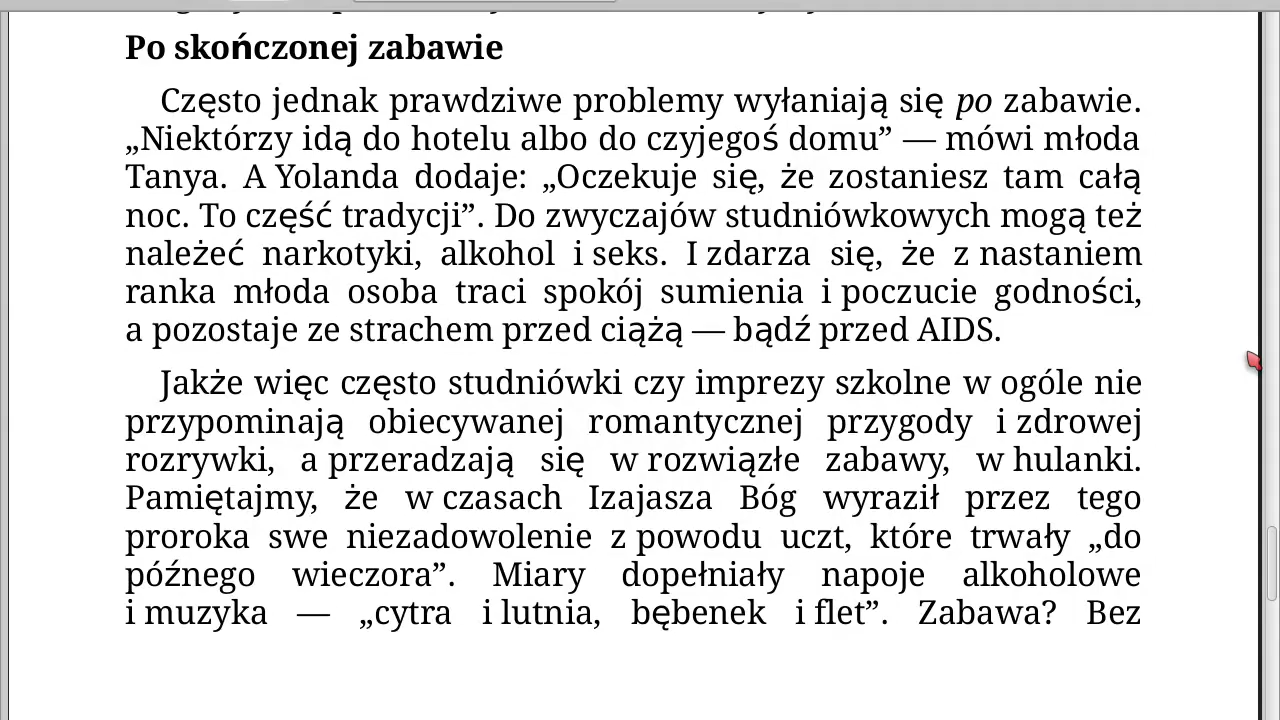 Po skończonej zabawie
Często jednak prawdziwe problemy wyłaniają się po zabawie.
„Niektórzy idą do hotelu albo do czyjegoś domu” — mówi młoda
Tanya. A Yolanda dodaje: „Oczekuje się, że zostaniesz tam całą
noc. To część tradycji”. Do zwyczajów studniówkowych mogą też
należeć narkotyki, alkohol i seks. I zdarza się, że z nastaniem
ranka młoda osoba traci spokój sumienia i poczucie godności,
a pozostaje ze strachem przed ciążą — bądź przed AIDS.
Jakże więc często studniówki czy imprezy szkolne w ogóle nie
przypominają obiecywanej romantycznej przygody i zdrowej
rozrywki, a przeradzają się w rozwiązłe zabawy, w hulanki.
Pamiętajmy, że w czasach Izajasza Bóg wyraził przez tego
proroka swe niezadowolenie z powodu uczt, które trwały „do
późnego wieczora”. Miary dopełniały napoje alkoholowe
i muzyka — „cytra i lutnia, bębenek i flet”. Zabawa? Bez